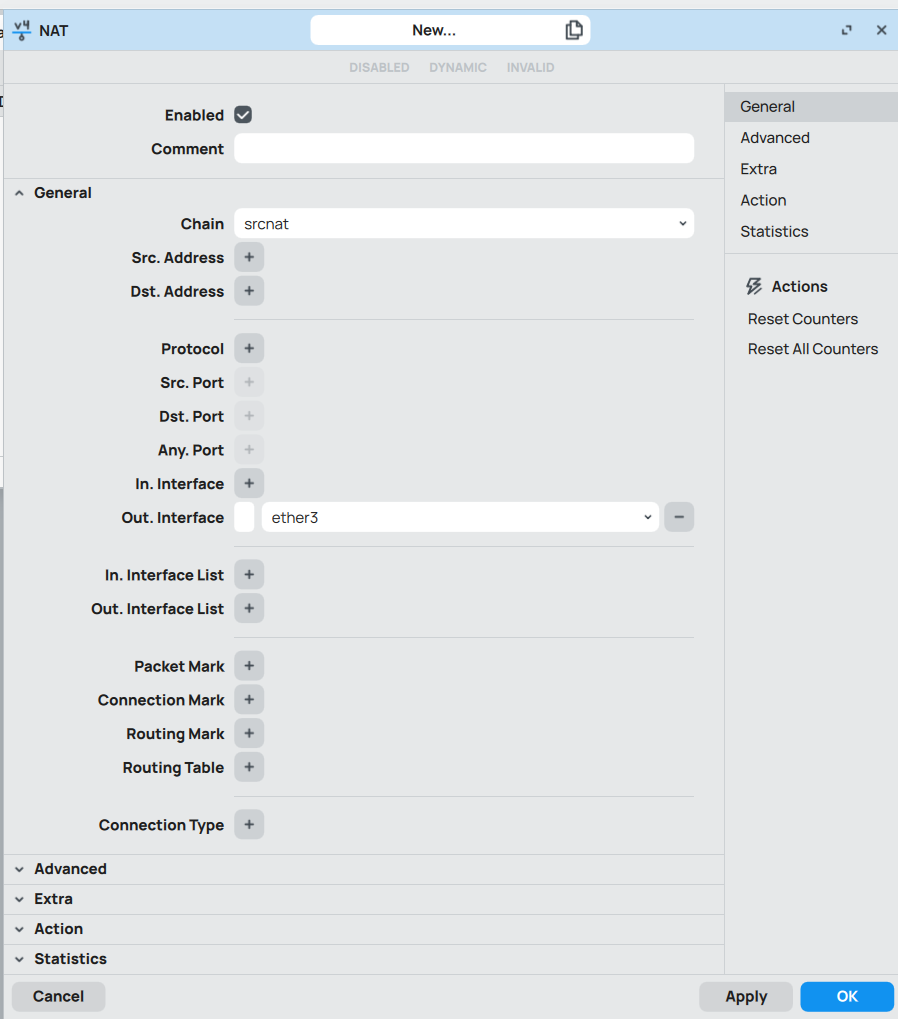 NAT
New...
DISABLED DYNAMIC INVALID
Enabled
Comment
General
Chain srcnat
Src. Address +
Dst. Address +
Protocol +
Src. Port +
Dst. Port +
Any. Port +
In. Interface +
Out. Interface ether3 −
In. Interface List +
Out. Interface List +
Packet Mark +
Connection Mark +
Routing Mark +
Routing Table +
Connection Type +
Advanced
Extra
Action
Statistics
Cancel
Apply
OK
General
Advanced
Extra
Action
Statistics
Actions
Reset Counters
Reset All Counters